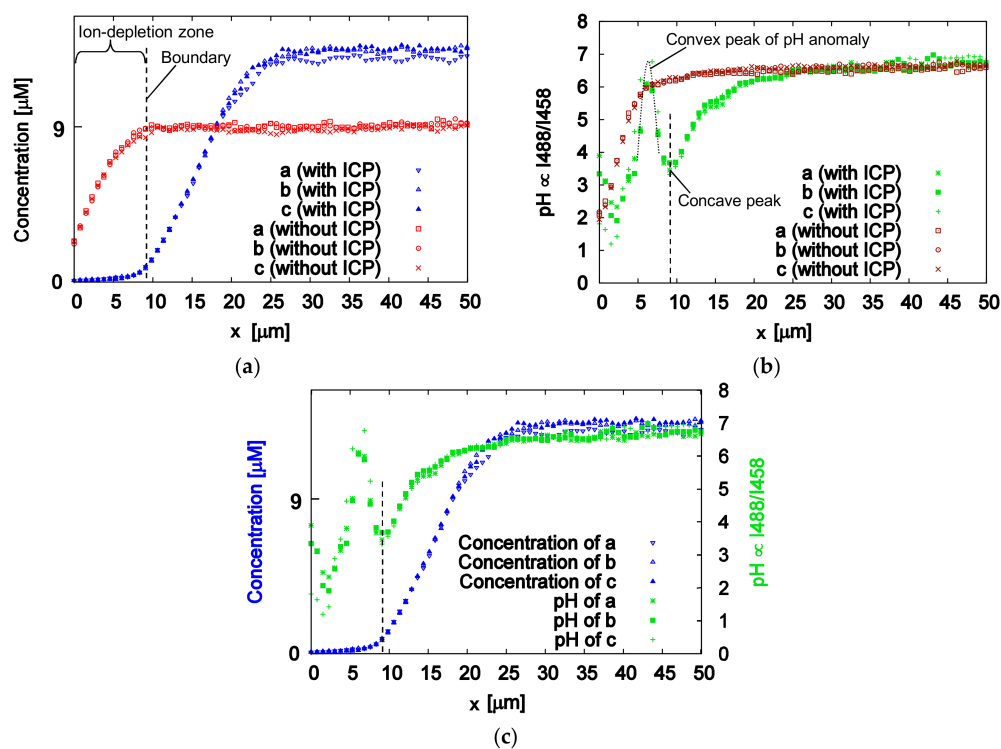 Ion-depletion zone
Boundary
Concentration [μM]
9
0
a (with ICP)
b (with ICP)
c (with ICP)
a (without ICP)
b (without ICP)
c (without ICP)
0 5 10 15 20 25 30 35 40 45 50
x [μm]
(a)
Convex peak of pH anomaly
Concave peak
pH ∝ I488/I458
8
7
6
5
4
3
2
1
0
a (with ICP)
b (with ICP)
c (with ICP)
a (without ICP)
b (without ICP)
c (without ICP)
0 5 10 15 20 25 30 35 40 45 50
x [μm]
(b)
Concentration [μM]
9
0
Concentration of a
Concentration of b
Concentration of c
pH of a
pH of b
pH of c
8
7
6
5
4
3
2
1
0
pH ∝ I488/I458
0 5 10 15 20 25 30 35 40 45 50
x [μm]
(c)